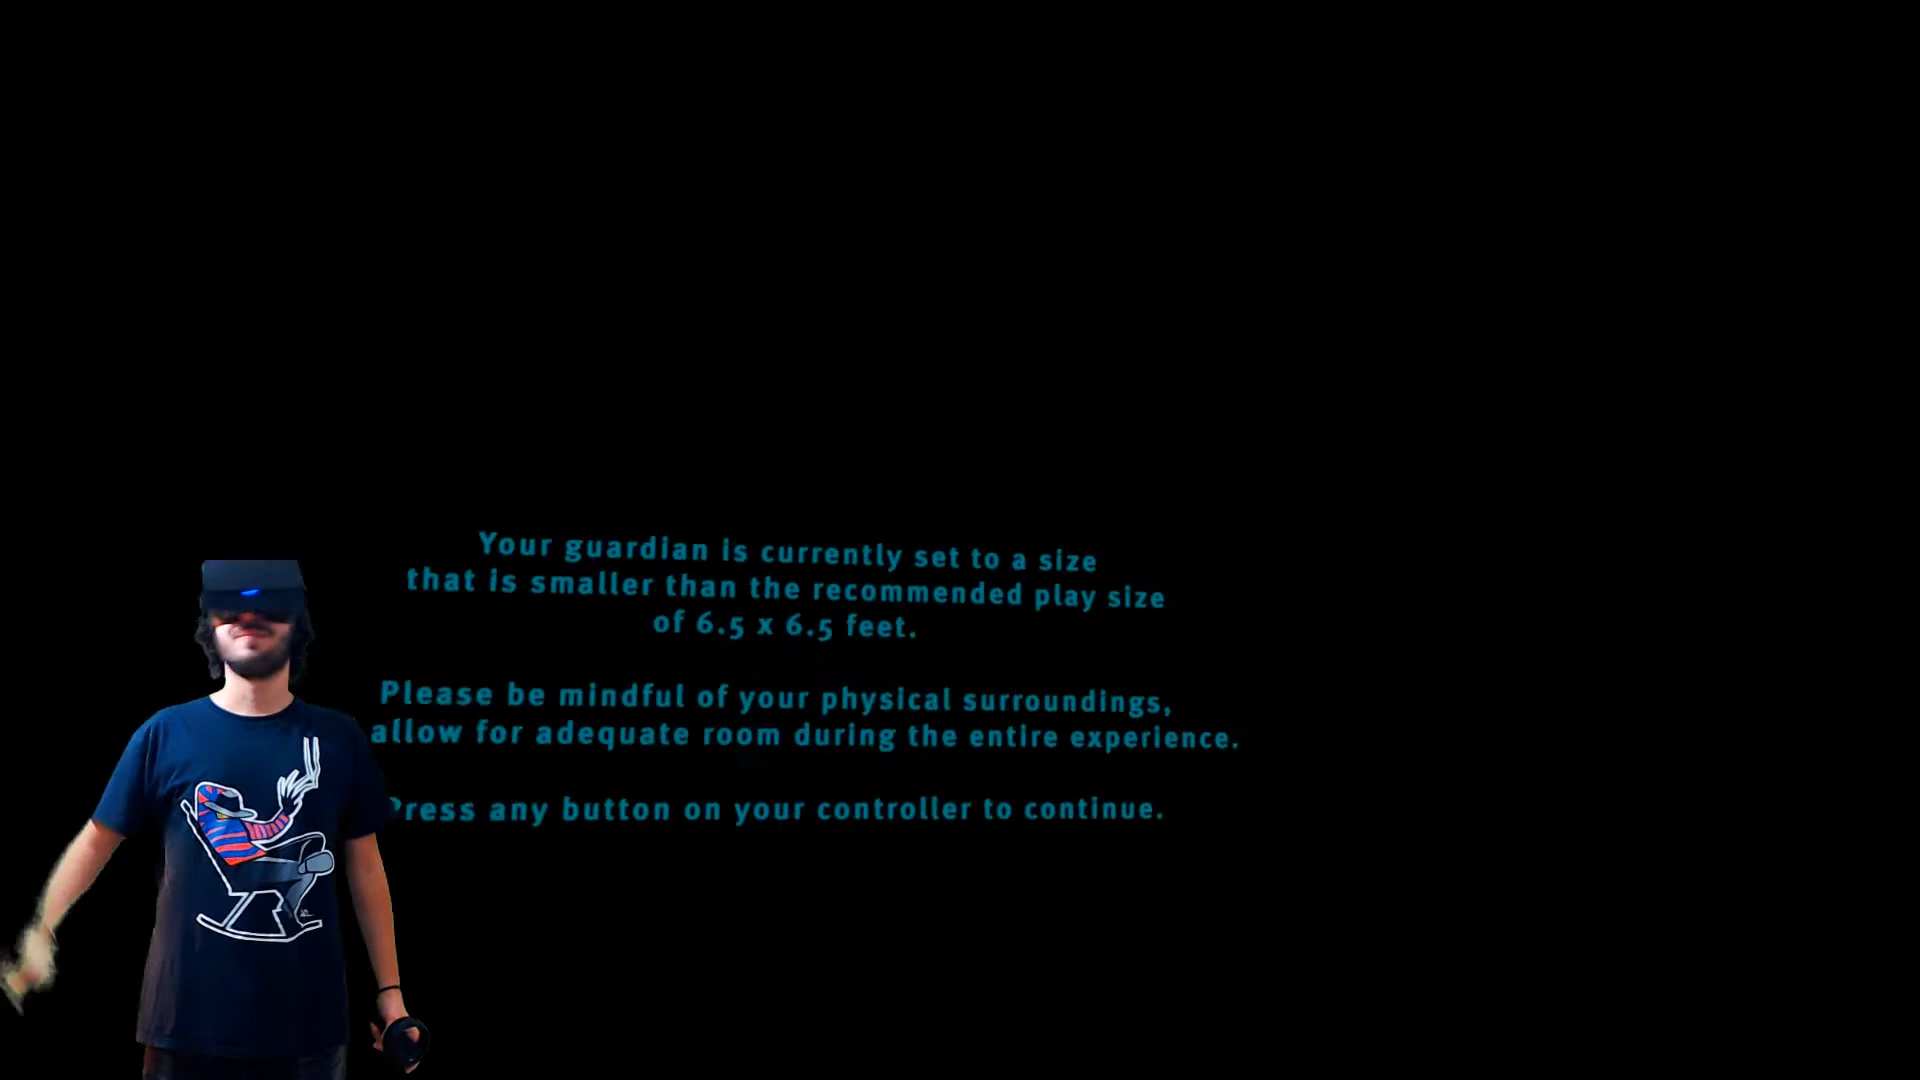 Your guardian is currently set to a size
that is smaller than the recommended play size
of 6.5 x 6.5 feet.
Please be mindful of your physical surroundings,
allow for adequate room during the entire experience.
Press any button on your controller to continue.